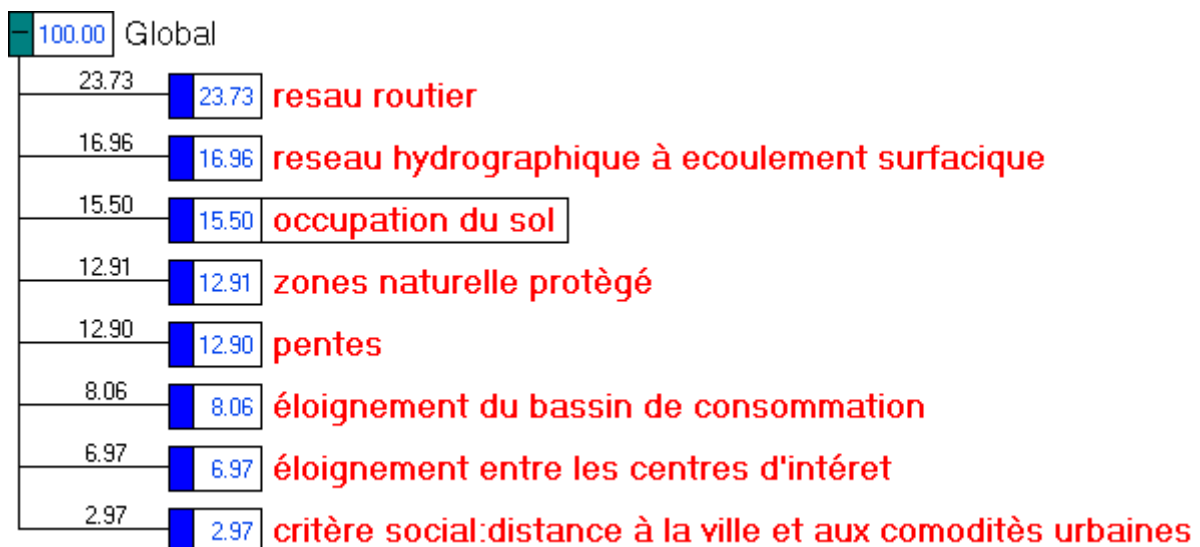 100.00 Global
23.73 23.73 resau routier
16.96 16.96 reseau hydrographique à ecoulement surfacique
15.50 15.50 occupation du sol
12.91 12.91 zones naturelle protègé
12.90 12.90 pentes
8.06 8.06 éloignement du bassin de consommation
6.97 6.97 éloignement entre les centres d'intéret
2.97 2.97 critère social:distance à la ville et aux comoditès urbaines